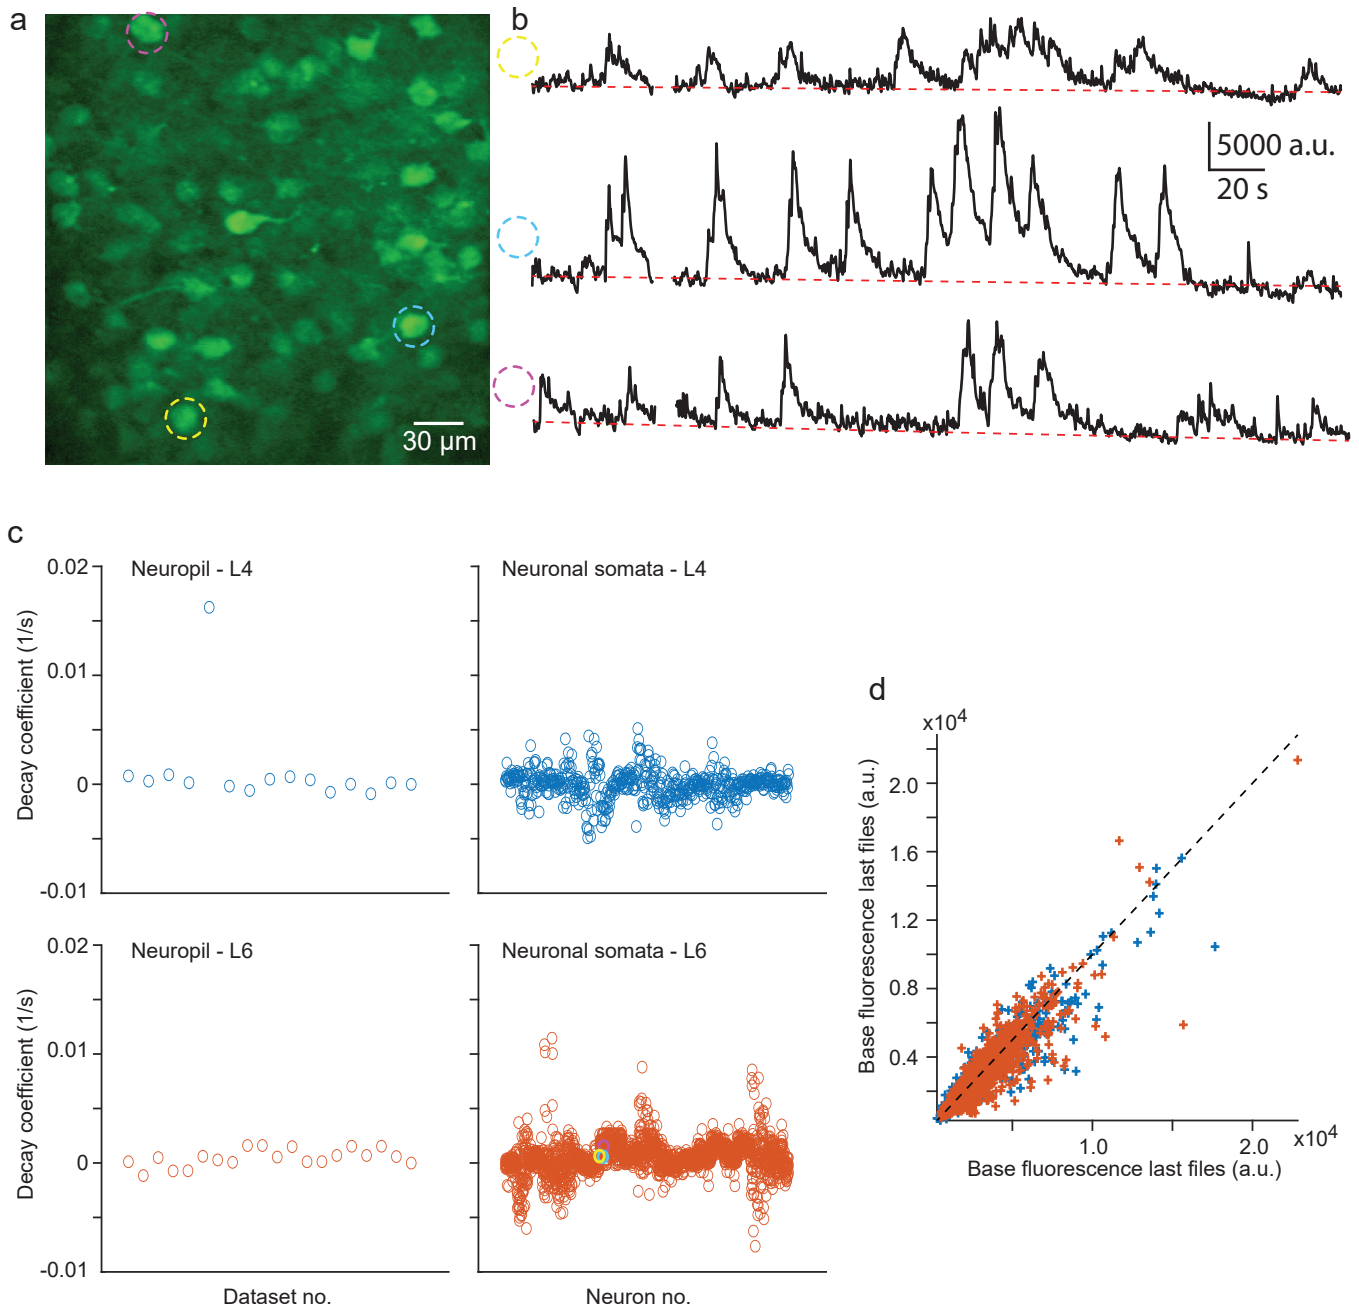 a
b
5000 a.u.
20 s
30 µm
c
0.02
Neuropil - L4
Neuronal somata - L4
0.01
0
-0.01
Decay coefficient (1/s)
d
x10⁴
2.0
1.6
1.2
0.8
0.4
Base fluorescence last files (a.u.)
1.0
2.0
x10⁴
Base fluorescence last files (a.u.)
0.02
Neuropil - L6
Neuronal somata - L6
0.01
0
-0.01
Decay coefficient (1/s)
Dataset no.
Neuron no.